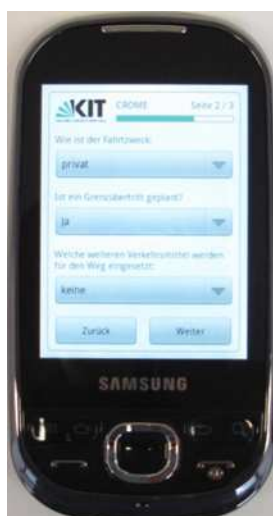 KIT
CROME
Seite 2 / 3
Wie ist der Fahrtzweck:
privat
Ist ein Grenzübertritt geplant?
Ja
Welche weiteren Verkehrsmittel werden
für den Weg eingesetzt:
keine
Zurück
Weiter
SAMSUNG